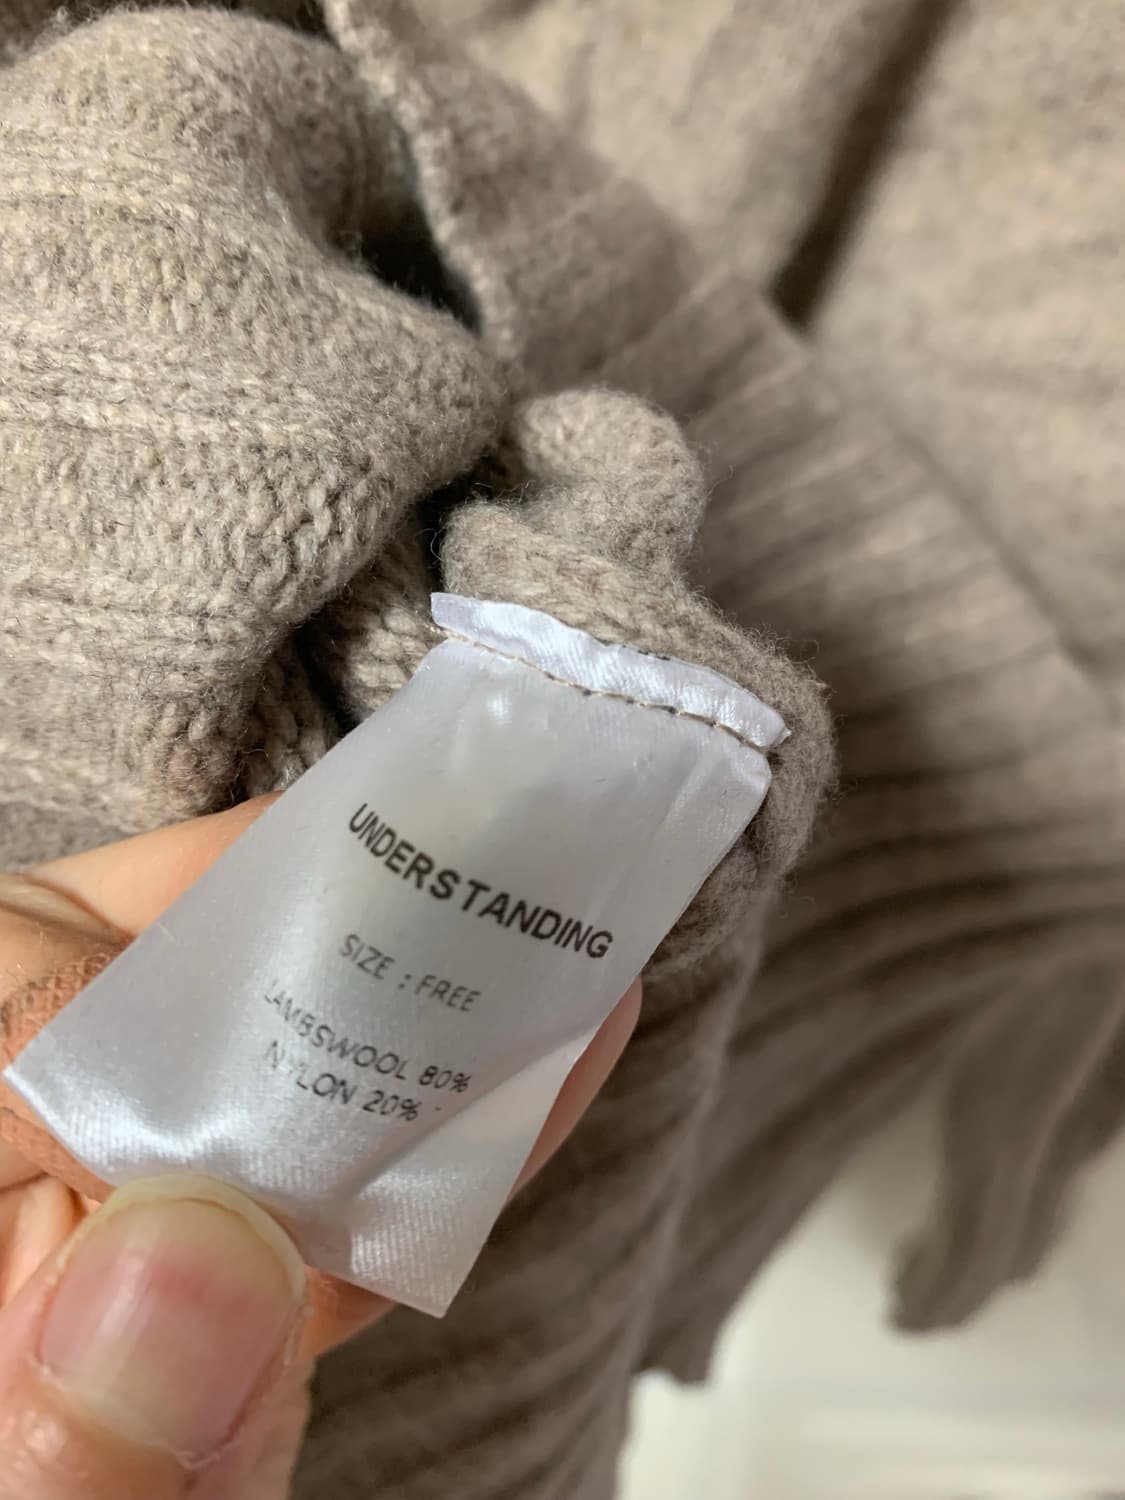 UNDERSTANDING
SIZE : FREE
LAMBSWOOL 80%
NYLON 20%